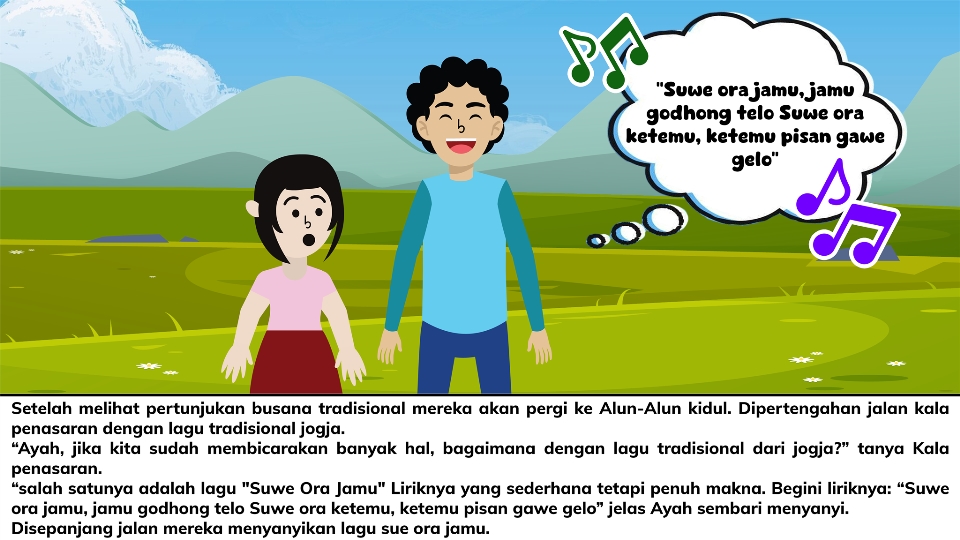 "Suwe ora jamu, jamu
godhong telo Suwe ora
ketemu, ketemu pisan gawe
gelo"
Setelah melihat pertunjukan busana tradisional mereka akan pergi ke Alun-Alun kidul. Dipertengahan jalan kala
penasaran dengan lagu tradisional jogja.
“Ayah, jika kita sudah membicarakan banyak hal, bagaimana dengan lagu tradisional dari jogja?” tanya Kala
penasaran.
“salah satunya adalah lagu "Suwe Ora Jamu" Liriknya yang sederhana tetapi penuh makna. Begini liriknya: “Suwe
ora jamu, jamu godhong telo Suwe ora ketemu, ketemu pisan gawe gelo” jelas Ayah sembari menyanyi.
Disepanjang jalan mereka menyanyikan lagu sue ora jamu.